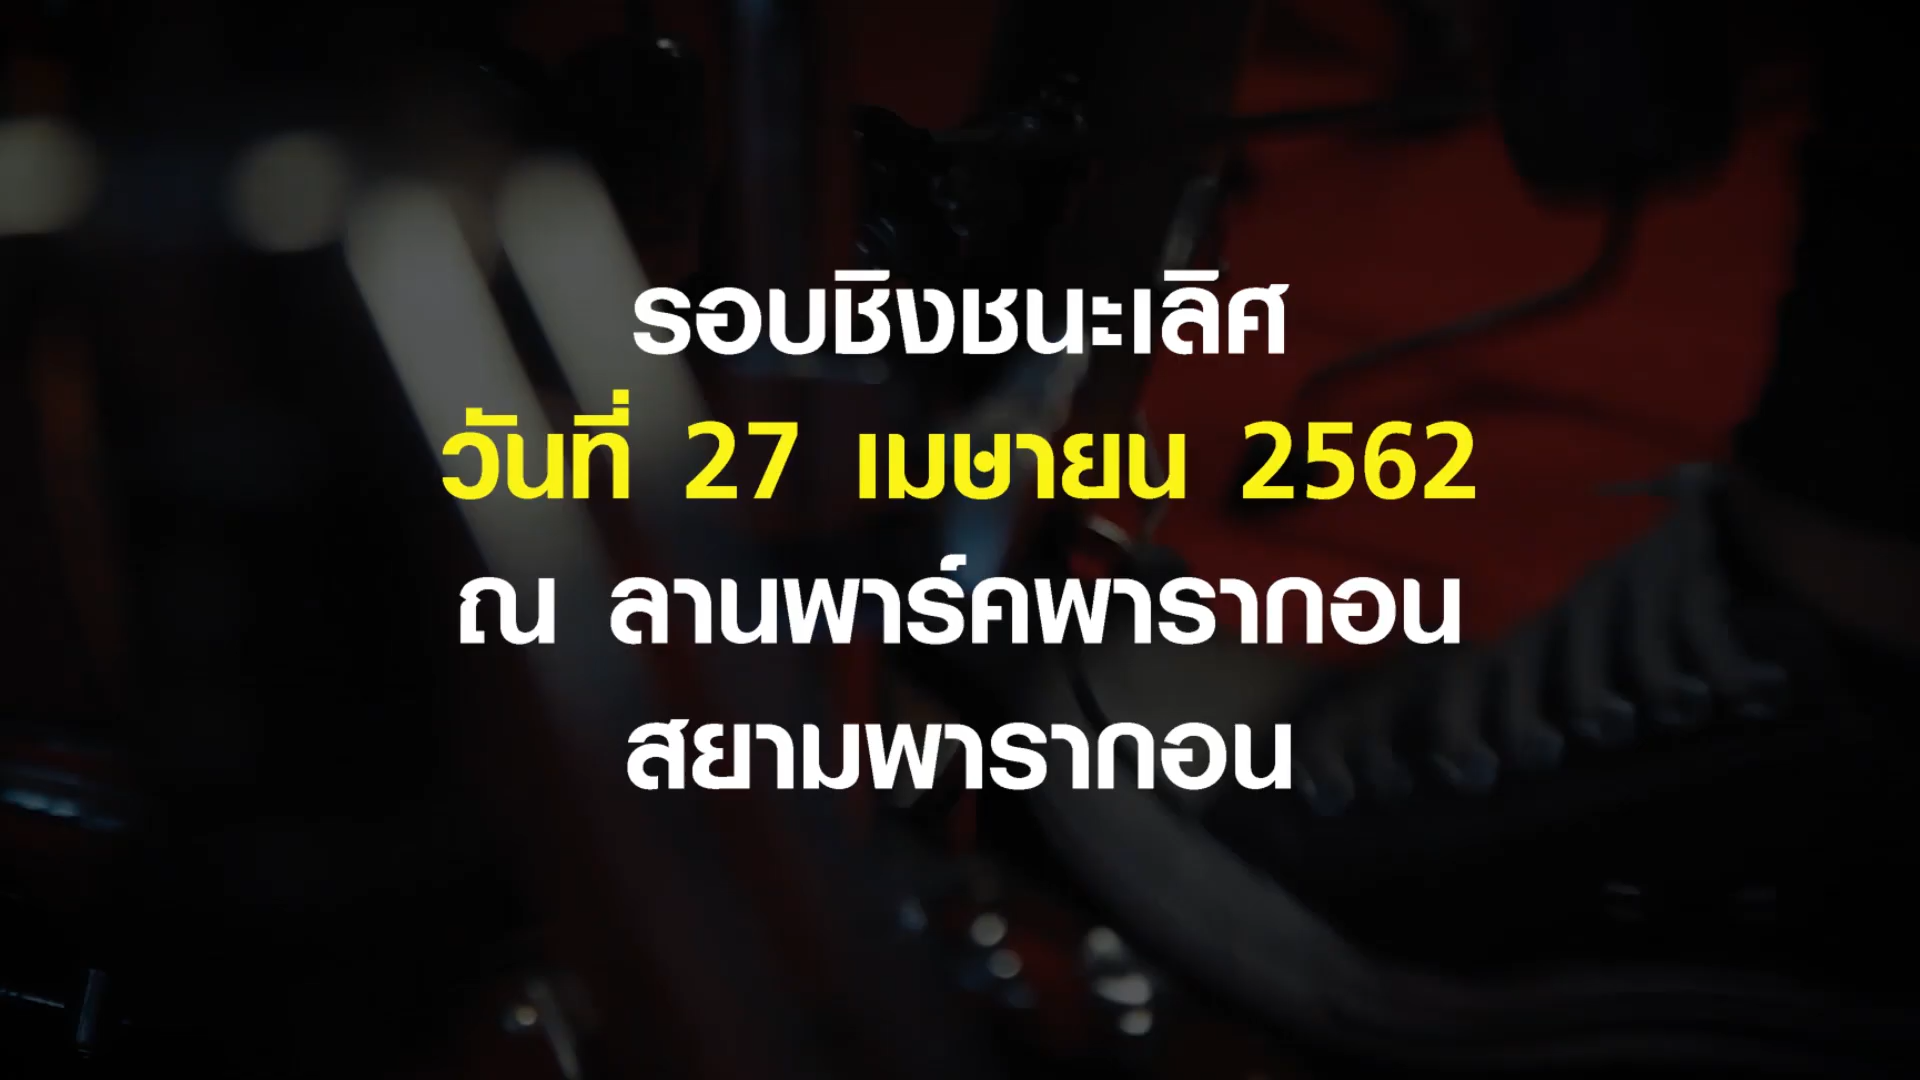 รอบชิงชนะเลิศ
วันที่ 27 เมษายน 2562
ณ ลานพาร์คพารากอน
สยามพารากอน